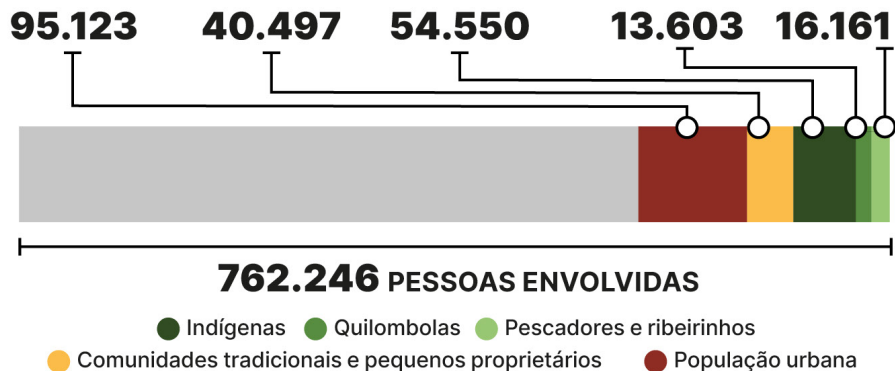 95.123 40.497 54.550 13.603 16.161
762.246 PESSOAS ENVOLVIDAS
Indígenas Quilombolas Pescadores e ribeirinhos
Comunidades tradicionais e pequenos proprietários População urbana